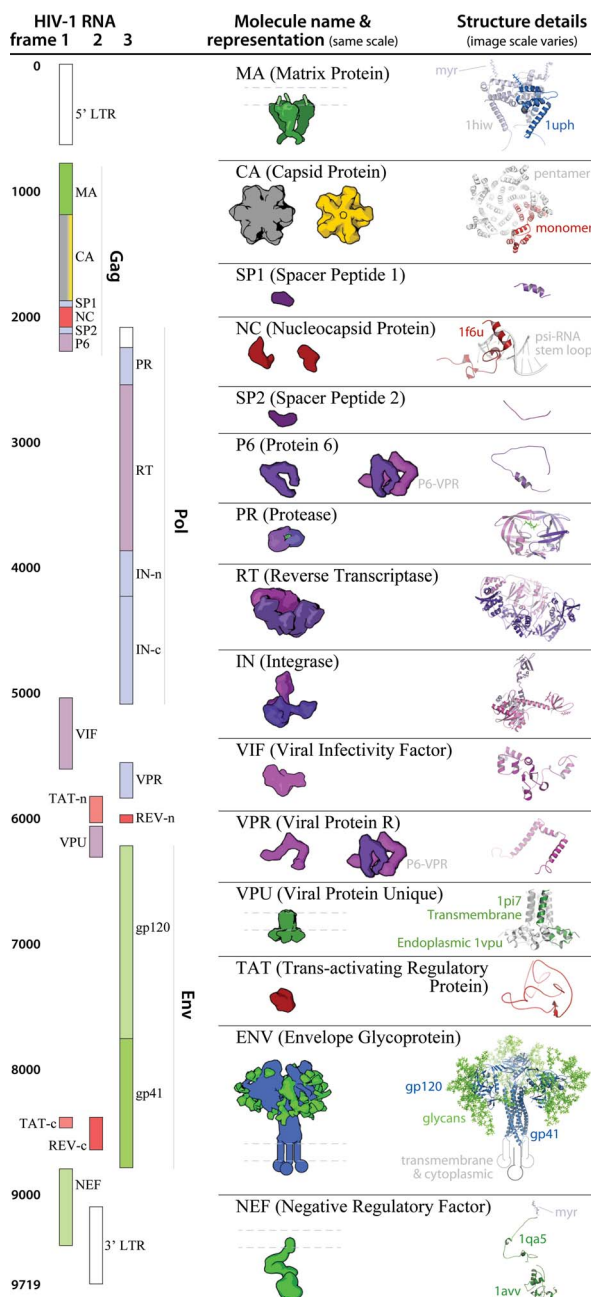 HIV-1 RNA
frame 1 2 3
Molecule name &
representation (same scale)
Structure details
(image scale varies)
0
5' LTR
1000
MA
CA
Gag
SP1
NC
2000
SP2
P6
PR
3000
RT
Pol
4000
IN-n
IN-c
5000
VIF
VPR
TAT-n
6000
REV-n
VPU
gp120
7000
Env
8000
gp41
TAT-c
REV-c
9000
NEF
3' LTR
9719
MA (Matrix Protein)
myr
1hiw
1uph
CA (Capsid Protein)
pentamer
monomer
SP1 (Spacer Peptide 1)
NC (Nucleocapsid Protein)
1f6u
psi-RNA
stem loop
SP2 (Spacer Peptide 2)
P6 (Protein 6)
P6-VPR
PR (Protease)
RT (Reverse Transcriptase)
IN (Integrase)
VIF (Viral Infectivity Factor)
VPR (Viral Protein R)
P6-VPR
VPU (Viral Protein Unique)
1pi7
Transmembrane
Endoplasmic 1vpu
TAT (Trans-activating Regulatory
Protein)
ENV (Envelope Glycoprotein)
gp120
glycans
gp41
transmembrane
& cytoplasmic
NEF (Negative Regulatory Factor)
myr
1qa5
1avv